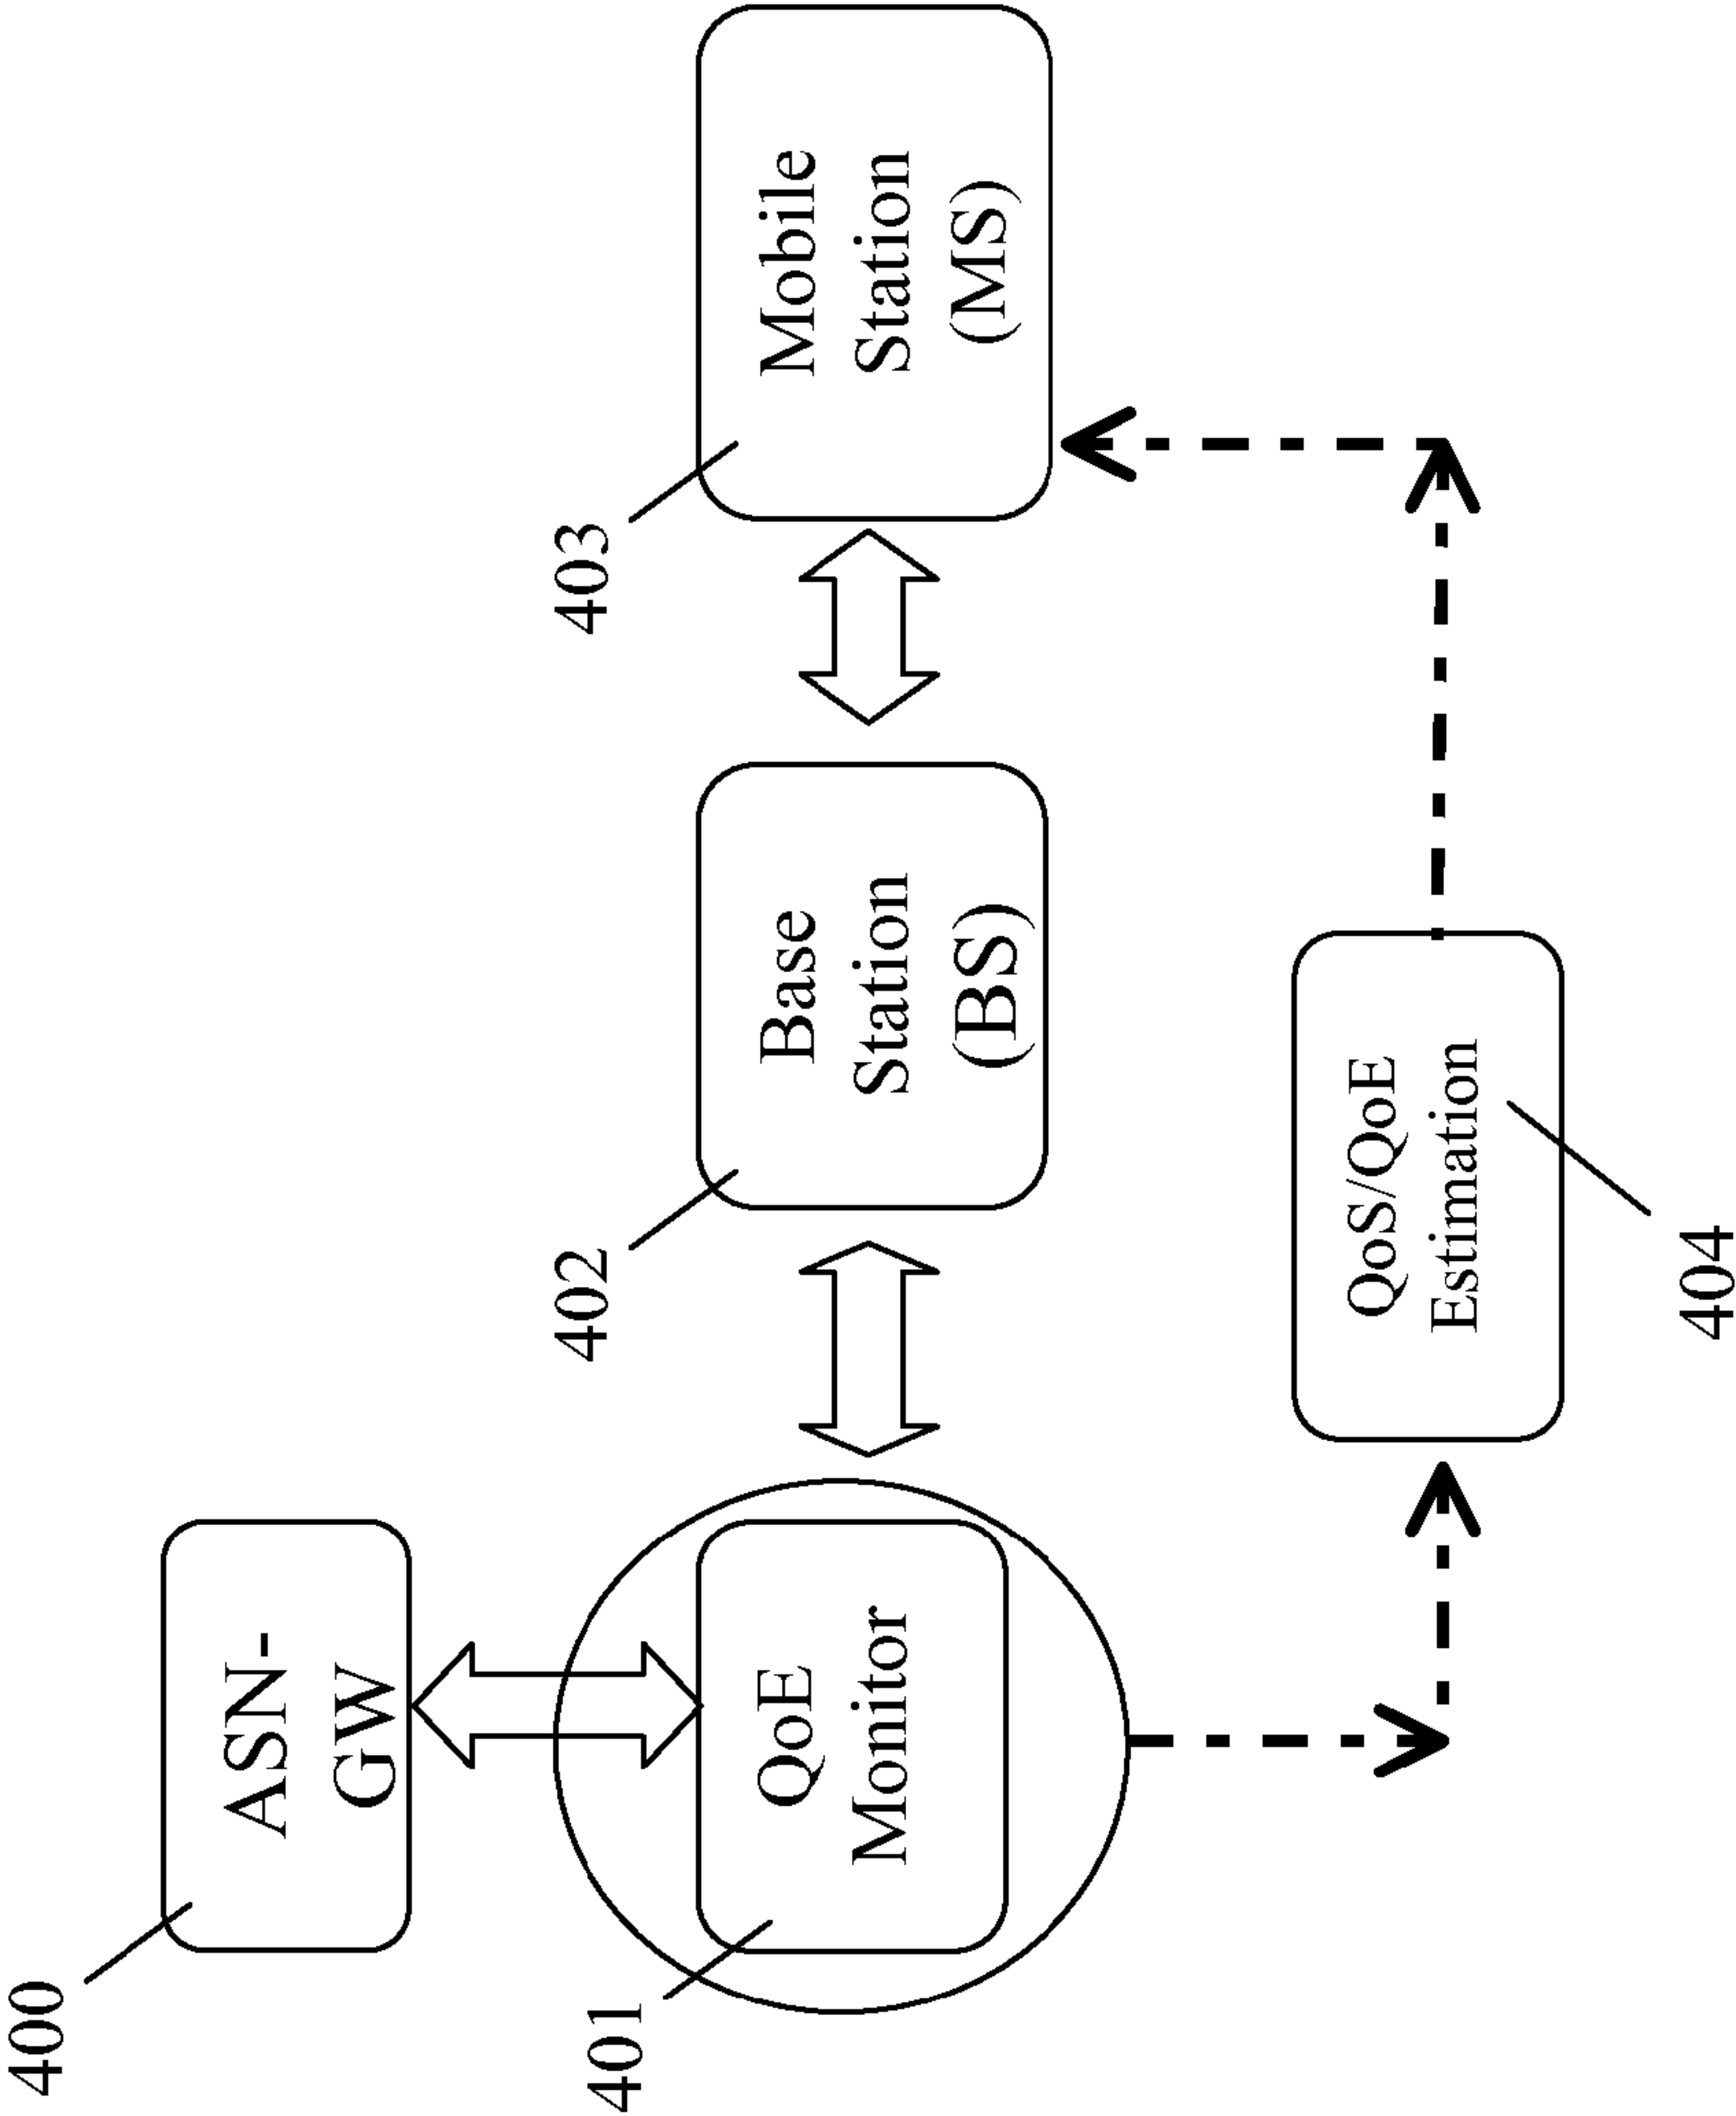 400
ASN-
GW
401
QoE
Monitor
402
Base
Station
(BS)
403
Mobile
Station
(MS)
QoS/QoE
Estimation
404